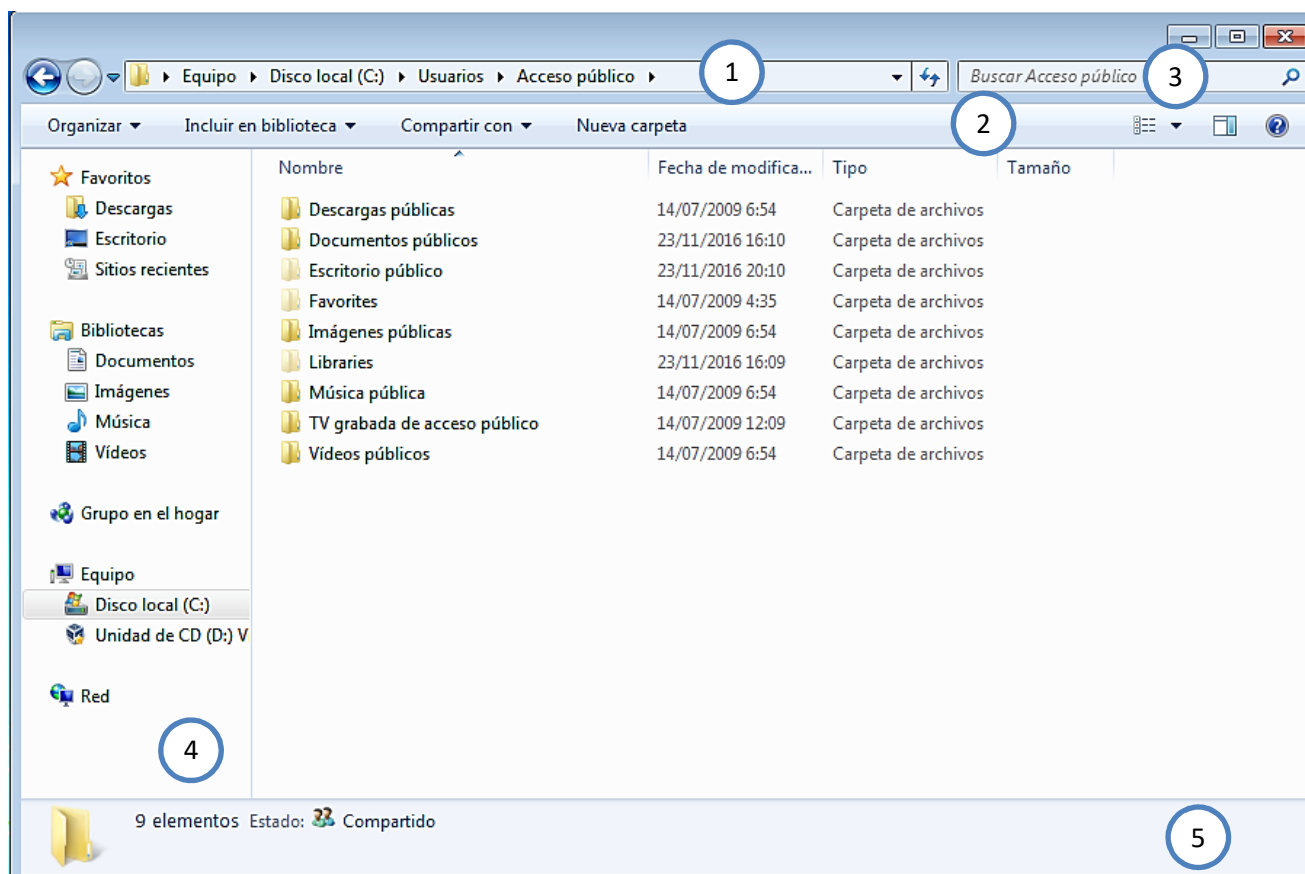 Equipo Disco local (C:) Usuarios Acceso público 1 Buscar Acceso público 3
Organizar Incluir en biblioteca Compartir con Nueva carpeta 2
Favoritos
Descargas
Escritorio
Sitios recientes
Bibliotecas
Documentos
Imágenes
Música
Vídeos
Grupo en el hogar
Equipo
Disco local (C:)
Unidad de CD (D:) V
Red
4
Nombre Fecha de modifica... Tipo Tamaño
Descargas públicas 14/07/2009 6:54 Carpeta de archivos
Documentos públicos 23/11/2016 16:10 Carpeta de archivos
Escritorio público 23/11/2016 20:10 Carpeta de archivos
Favorites 14/07/2009 4:35 Carpeta de archivos
Imágenes públicas 14/07/2009 6:54 Carpeta de archivos
Libraries 23/11/2016 16:09 Carpeta de archivos
Música pública 14/07/2009 6:54 Carpeta de archivos
TV grabada de acceso público 14/07/2009 12:09 Carpeta de archivos
Vídeos públicos 14/07/2009 6:54 Carpeta de archivos
9 elementos Estado: Compartido
5